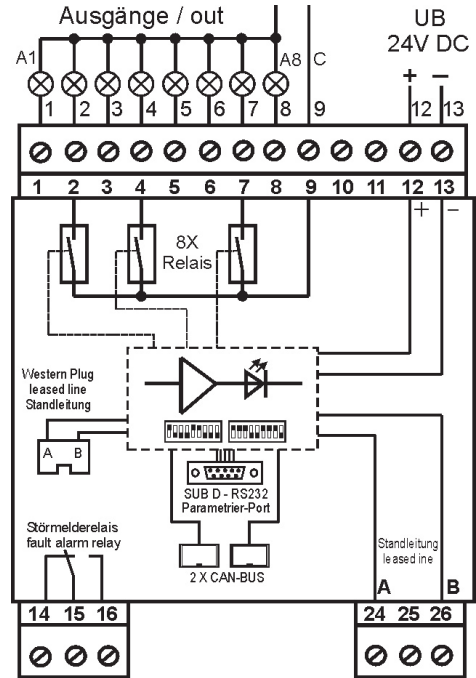 Ausgänge / out
UB
24V DC
A1
A8
C
+
−
1
2
3
4
5
6
7
8
9
12
13
1 2 3 4 5 6 7 8 9 10 11 12 13
+
−
8X
Relais
Western Plug
leased line
Standleitung
A B
SUB D - RS232
Parametrier-Port
Störmelderelais
fault alarm relay
2 X CAN-BUS
Standleitung
leased ine
A
B
14 15 16
24 25 26